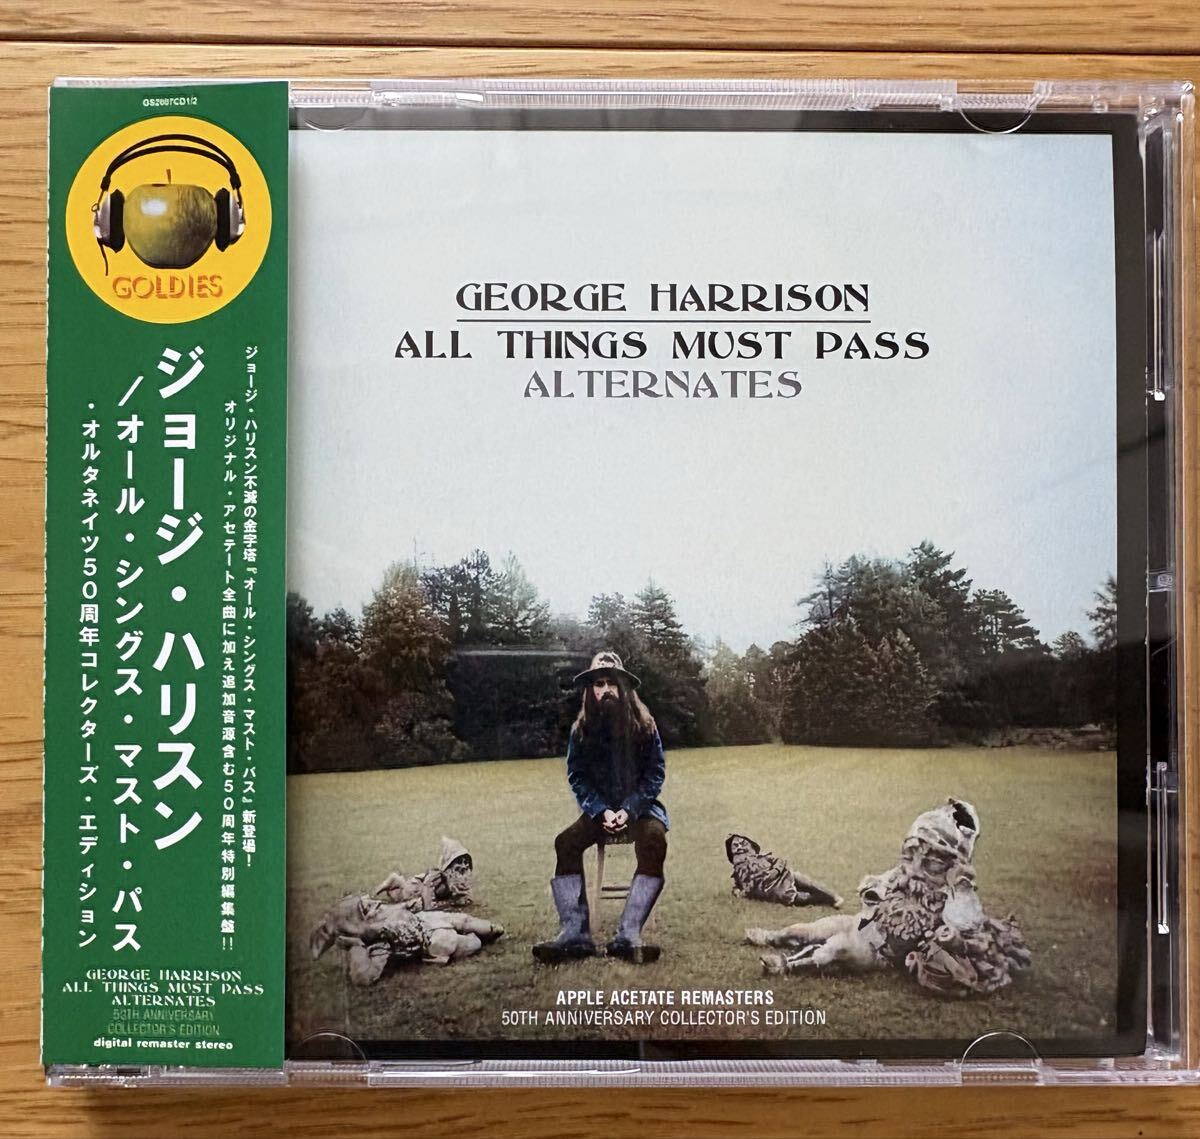 GS2607CD1/2
GOLDIES
ジョージ・ハリスン不滅の金字塔『オール・シングス・マスト・パス』新登場!
オリジナル・アセテート全曲に加え追加音源含む50周年特別編集盤!!
ジョージ・ハリスン
/オール・シングス・マスト・パス
・オルタネイツ50周年コレクターズ・エディション
GEORGE HARRISON
ALL THINGS MUST PASS
ALTERNATES
50TH ANNIVERSARY
COLLECTOR'S EDITION
digital remaster stereo
GEORGE HARRISON
ALL THINGS MUST PASS
ALTERNATES
APPLE ACETATE REMASTERS
50TH ANNIVERSARY COLLECTOR'S EDITION